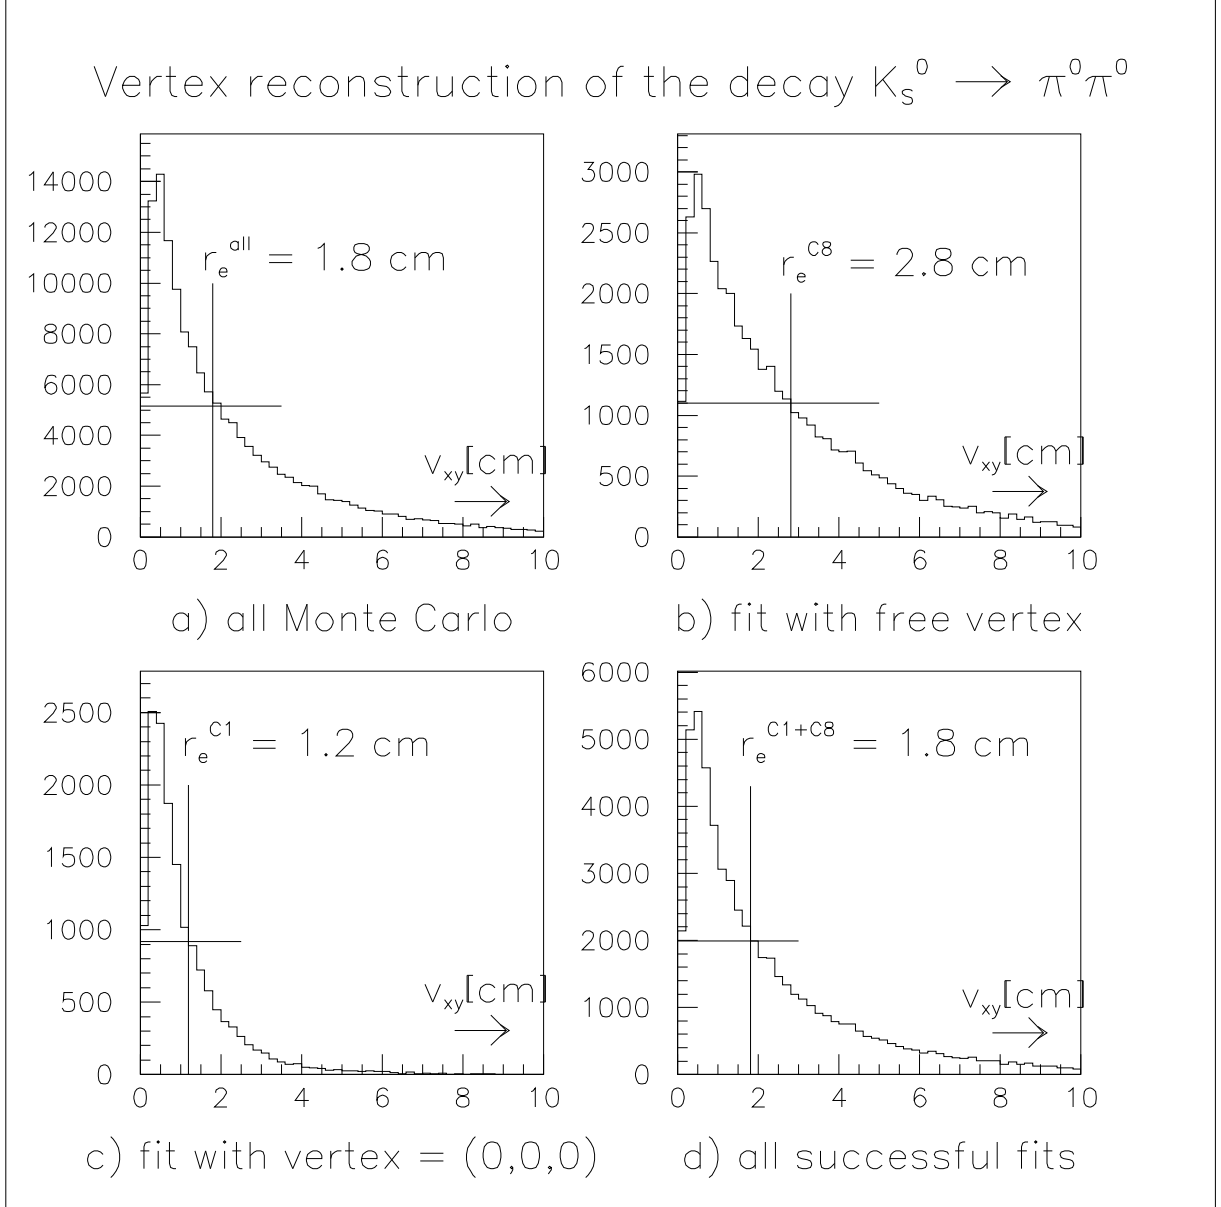 Vertex reconstruction of the decay K_S^0 → π^0π^0
14000
12000
10000
8000
6000
4000
2000
0
r_e^all = 1.8 cm
v_xy[cm]
0 2 4 6 8 10
a) all Monte Carlo
3000
2500
2000
1500
1000
500
0
r_e^C8 = 2.8 cm
v_xy[cm]
0 2 4 6 8 10
b) fit with free vertex
2500
2000
1500
1000
500
0
r_e^C1 = 1.2 cm
v_xy[cm]
0 2 4 6 8 10
c) fit with vertex = (0,0,0)
6000
5000
4000
3000
2000
1000
0
r_e^C1+C8 = 1.8 cm
v_xy[cm]
0 2 4 6 8 10
d) all successful fits